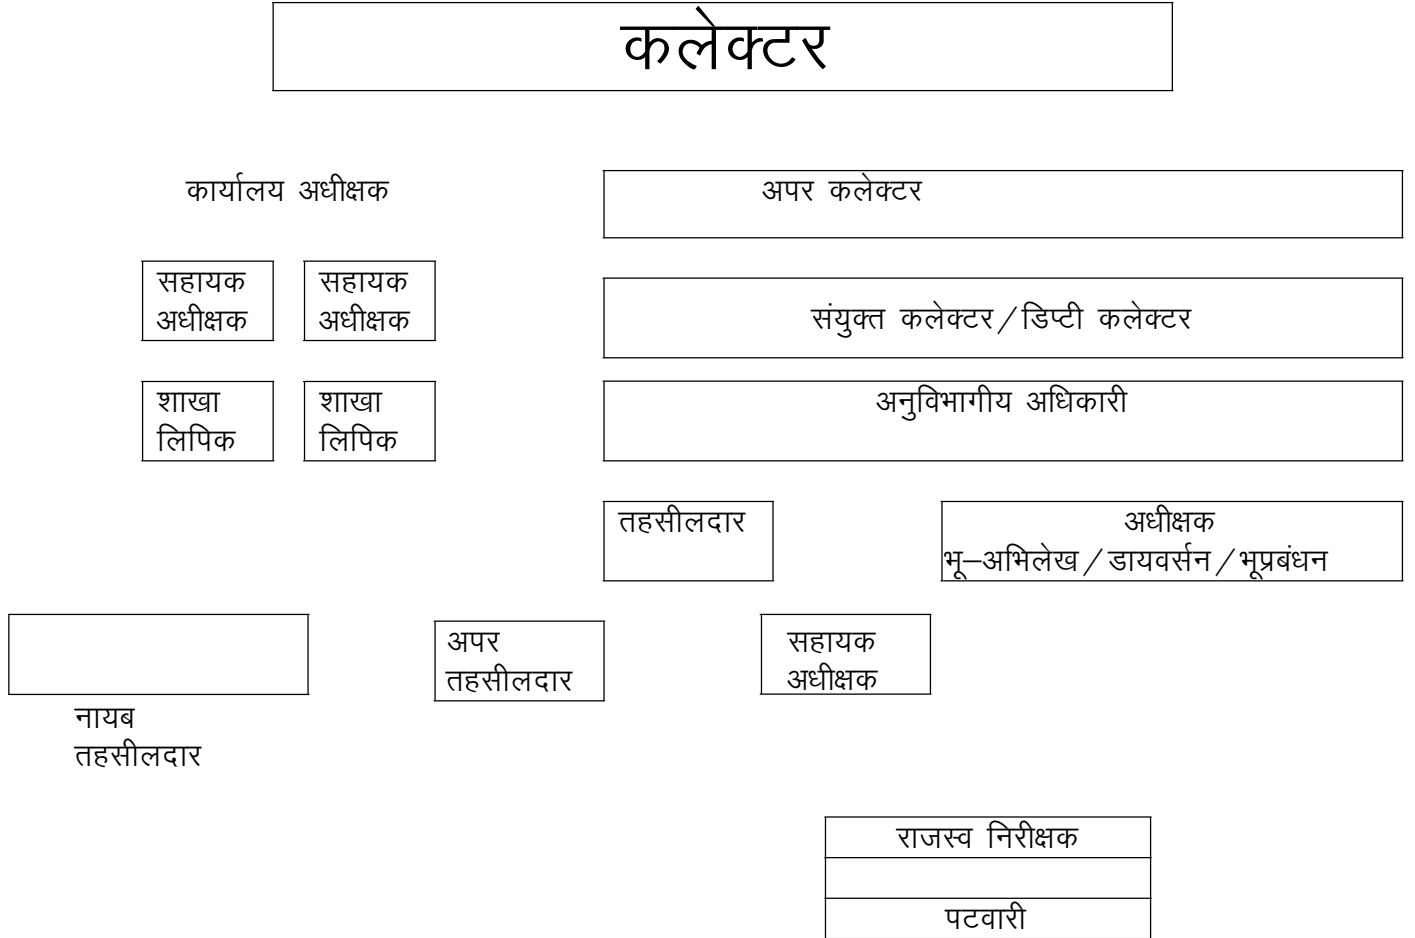 कलेक्टर
कार्यालय अधीक्षक
अपर कलेक्टर
सहायक
अधीक्षक
सहायक
अधीक्षक
संयुक्त कलेक्टर/डिप्टी कलेक्टर
शाखा
लिपिक
शाखा
लिपिक
अनुविभागीय अधिकारी
तहसीलदार
अधीक्षक
भू–अभिलेख/डायवर्सन/भूप्रबंधन
नायब
तहसीलदार
अपर
तहसीलदार
सहायक
अधीक्षक
राजस्व निरीक्षक
पटवारी